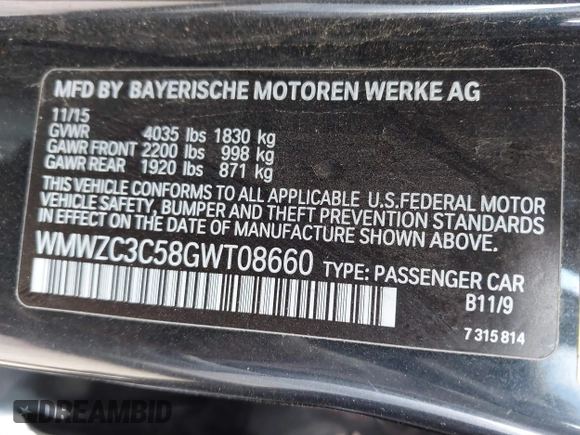 MFD BY BAYERISCHE MOTOREN WERKE AG
11/15
GVWR 4035 lbs 1830 kg
GAWR FRONT 2200 lbs 998 kg
GAWR REAR 1920 lbs 871 kg
THIS VEHICLE CONFORMS TO ALL APPLICABLE U.S.FEDERAL MOTOR
VEHICLE SAFETY, BUMPER AND THEFT PREVENTION STANDARDS
IN EFFECT ON THE DATE OF MANUFACTURE SHOWN ABOVE.
WMWZC3C58GWT08660 TYPE: PASSENGER CAR
B11/9
7 315 814
DREAMBID